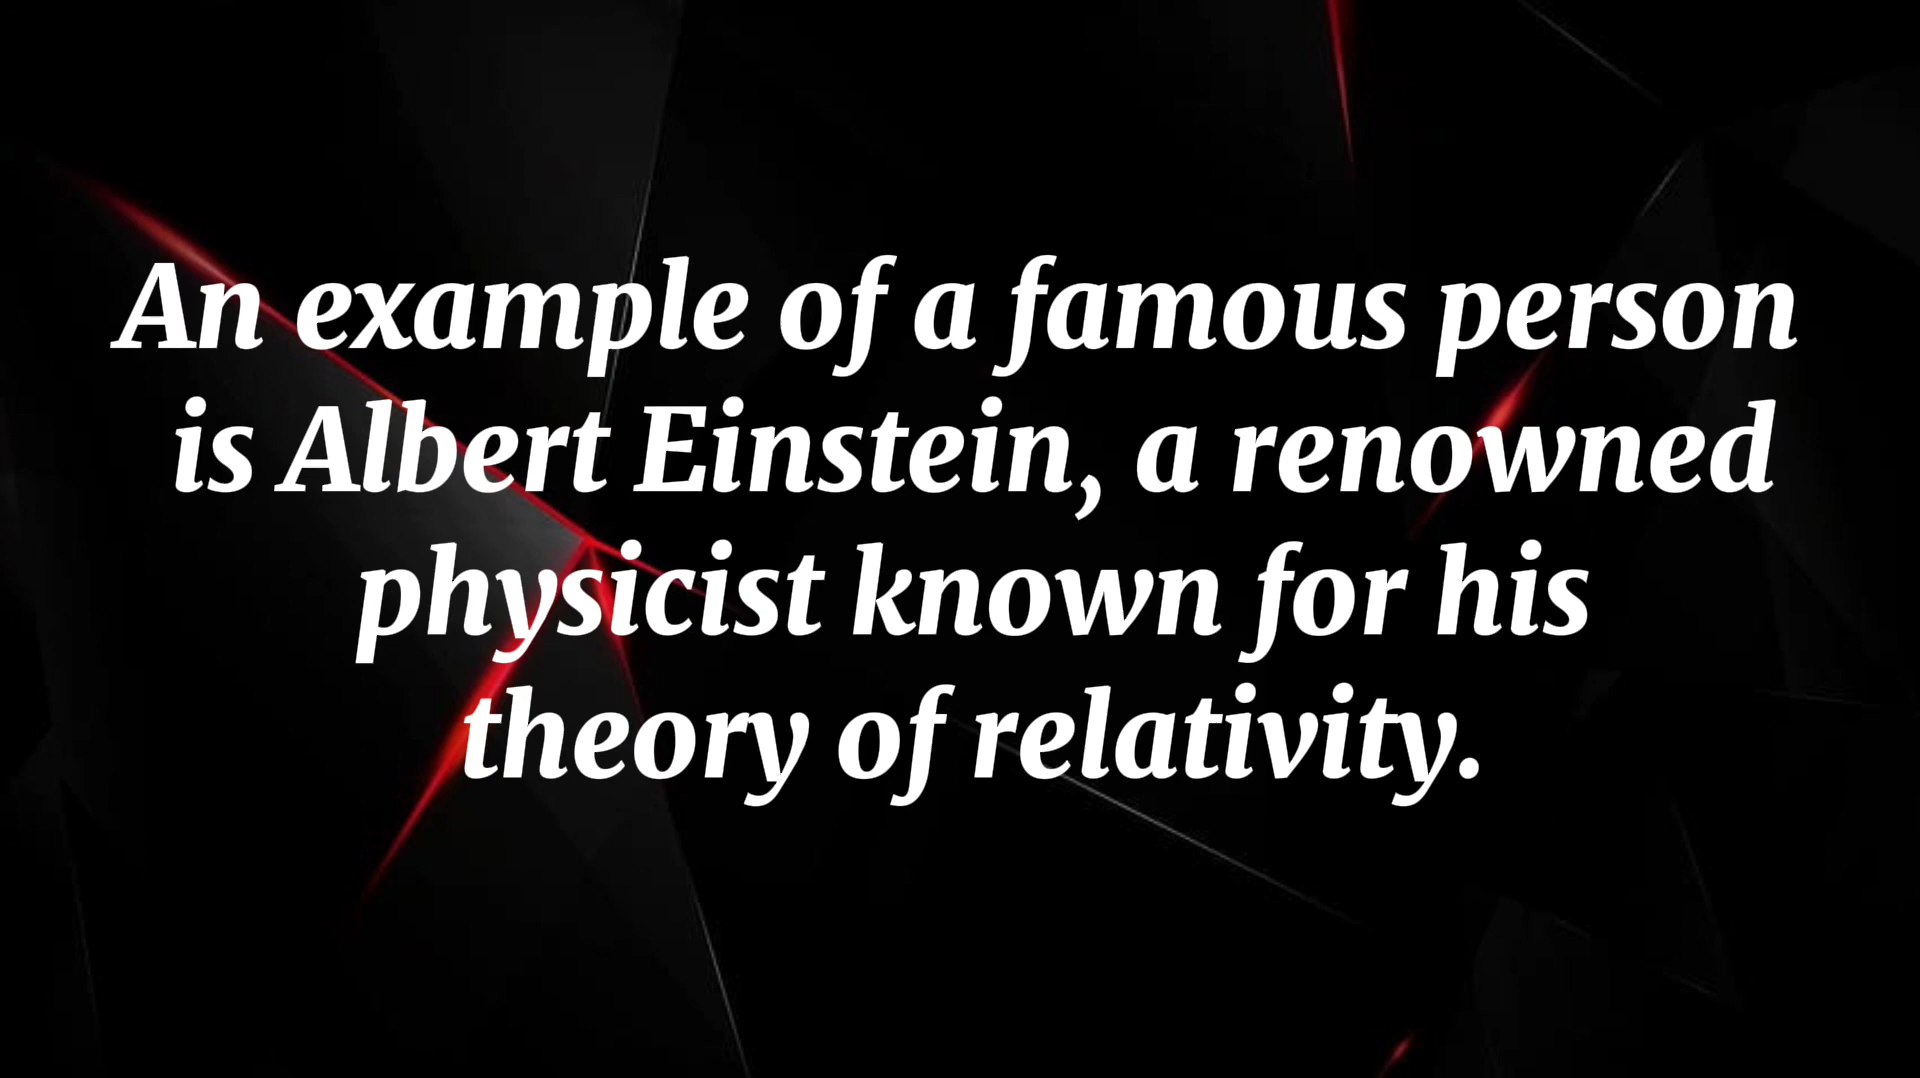 An example of a famous person
is Albert Einstein, a renowned
physicist known for his
theory of relativity.